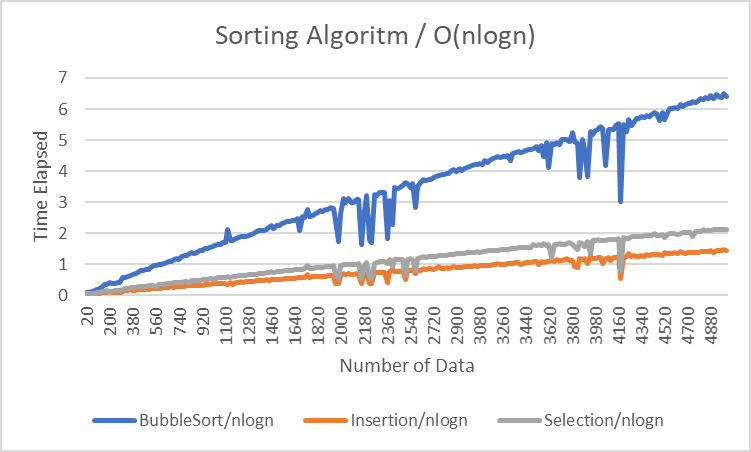 Sorting Algoritm / O(nlogn)
7
6
5
4
3
2
1
0
Time Elapsed
20 200 380 560 740 920 1100 1280 1460 1640 1820 2000 2180 2360 2540 2720 2900 3080 3260 3440 3620 3800 3980 4160 4340 4520 4700 4880
Number of Data
BubbleSort/nlogn Insertion/nlogn Selection/nlogn